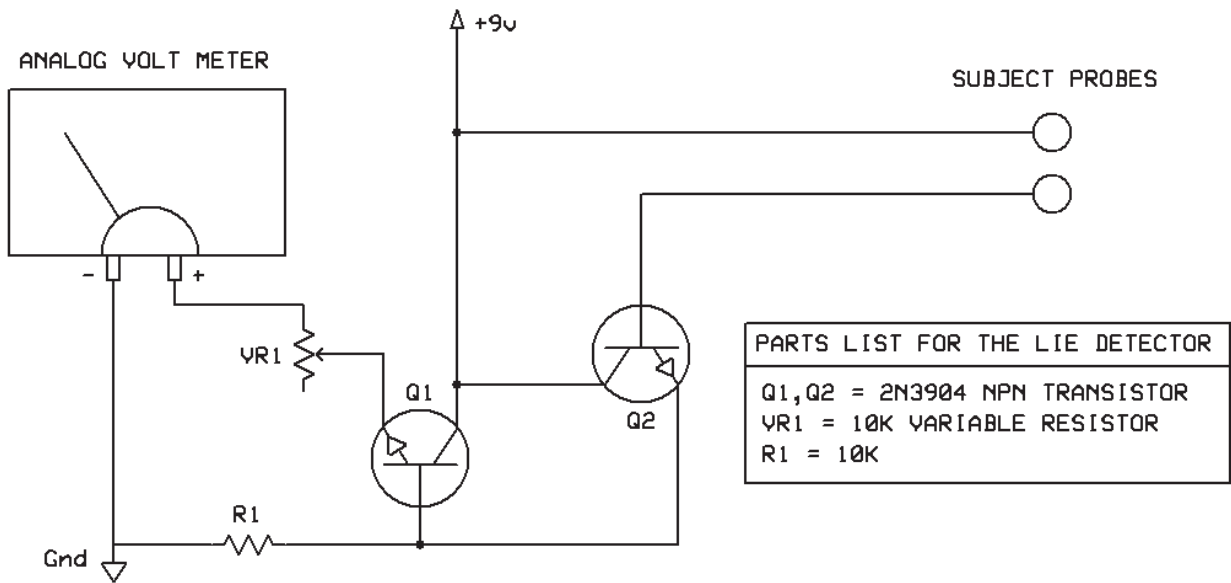 +9v
ANALOG VOLT METER
SUBJECT PROBES
- +
VR1
Q1
Q2
PARTS LIST FOR THE LIE DETECTOR
Q1,Q2 = 2N3904 NPN TRANSISTOR
VR1 = 10K VARIABLE RESISTOR
R1 = 10K
R1
Gnd